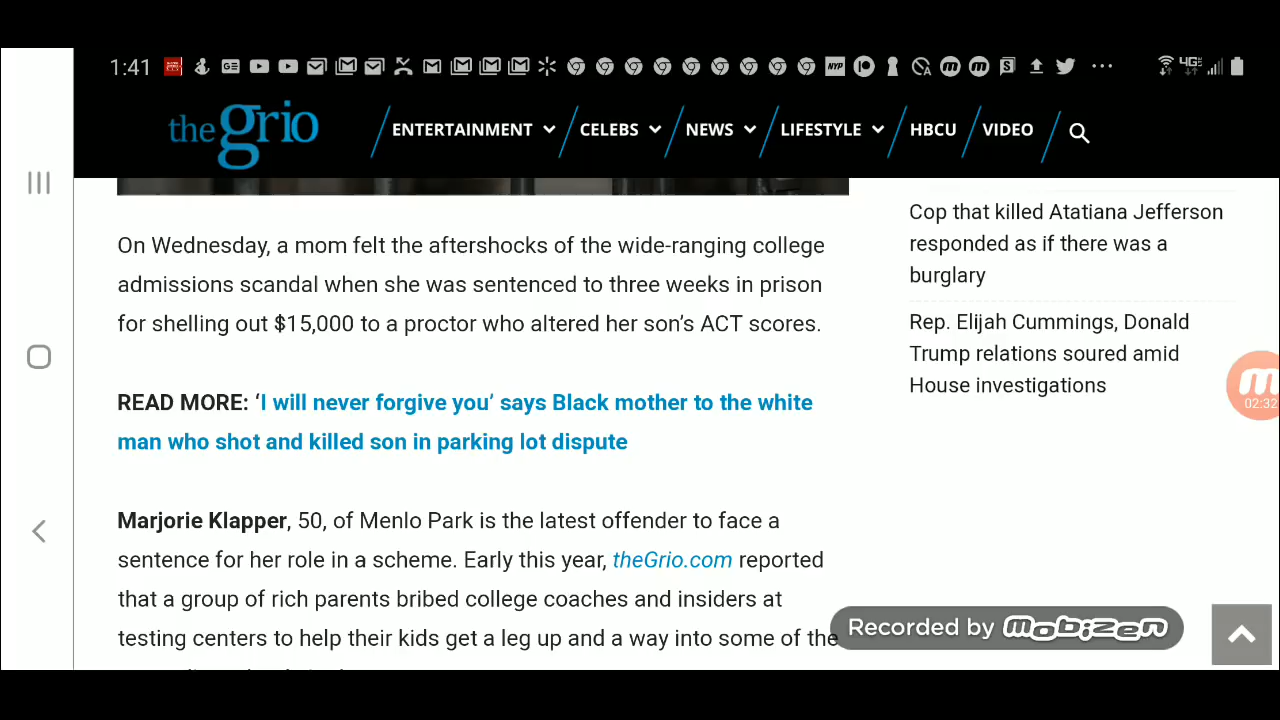 1:41
NYP
4GE
the grio
ENTERTAINMENT
CELEBS
NEWS
LIFESTYLE
HBCU
VIDEO
On Wednesday, a mom felt the aftershocks of the wide-ranging college
admissions scandal when she was sentenced to three weeks in prison
for shelling out $15,000 to a proctor who altered her son's ACT scores.
READ MORE: ‘I will never forgive you’ says Black mother to the white
man who shot and killed son in parking lot dispute
Marjorie Klapper, 50, of Menlo Park is the latest offender to face a
sentence for her role in a scheme. Early this year, theGrio.com reported
that a group of rich parents bribed college coaches and insiders at
testing centers to help their kids get a leg up and a way into some of the
Cop that killed Atatiana Jefferson
responded as if there was a
burglary
Rep. Elijah Cummings, Donald
Trump relations soured amid
House investigations
02:32
Recorded by mobizen